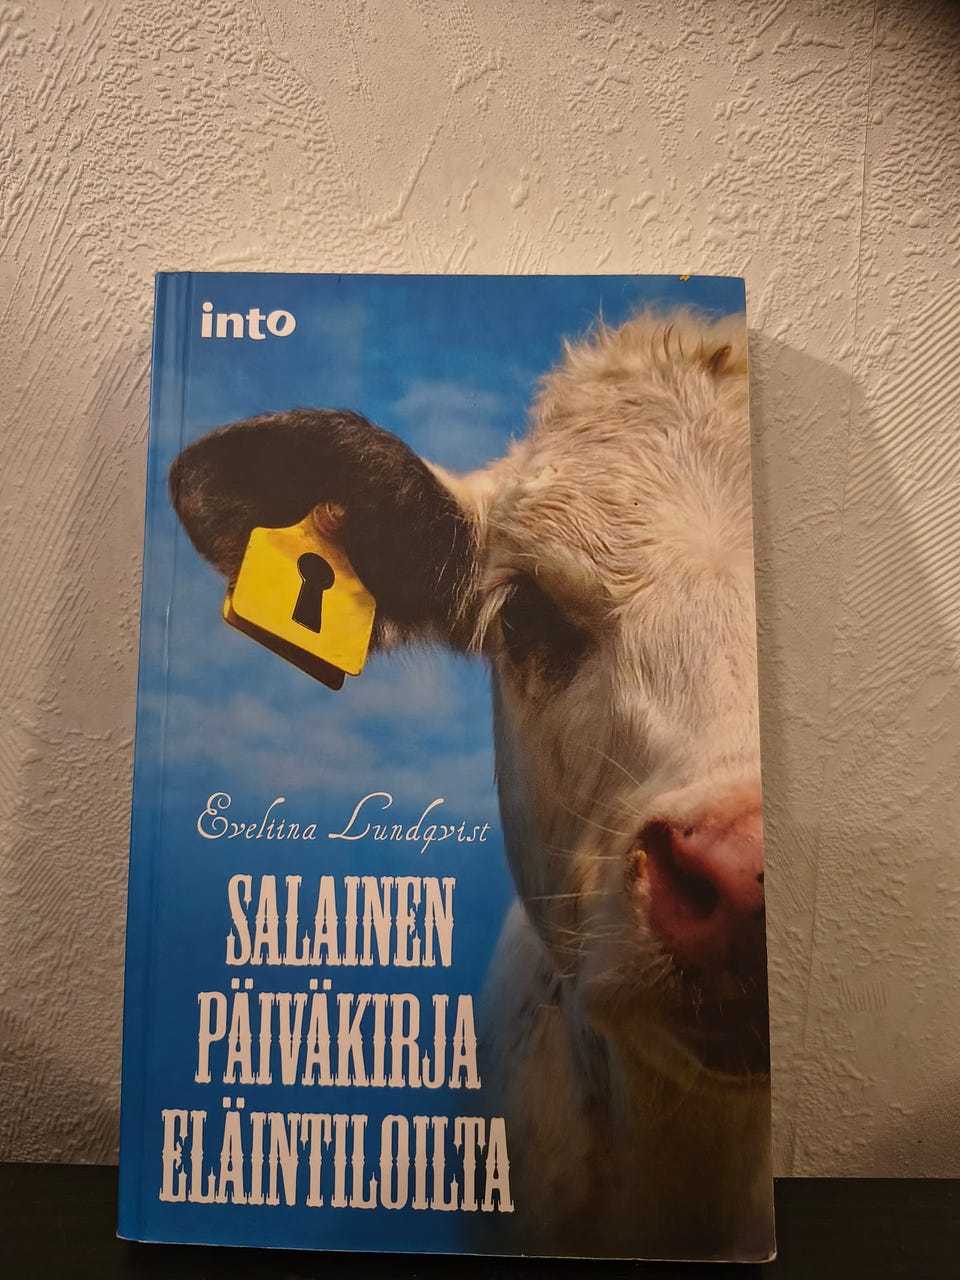 into
Eveliina Lundqvist
SALAINEN
PÄIVÄKIRJA
ELÄINTILOILTA